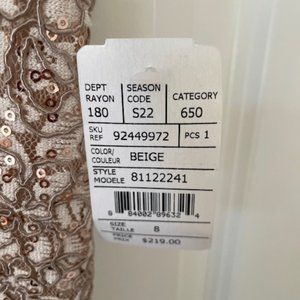 DEPT RAYON 180 SEASON CODE S22 CATEGORY 650
SKU REF 92449972 PCS 1
COLOR/ COULEUR BEIGE
STYLE MODELE 81122241
8 84002 89632 4
SIZE TAILLE 8
PRICE PRIX $219.00